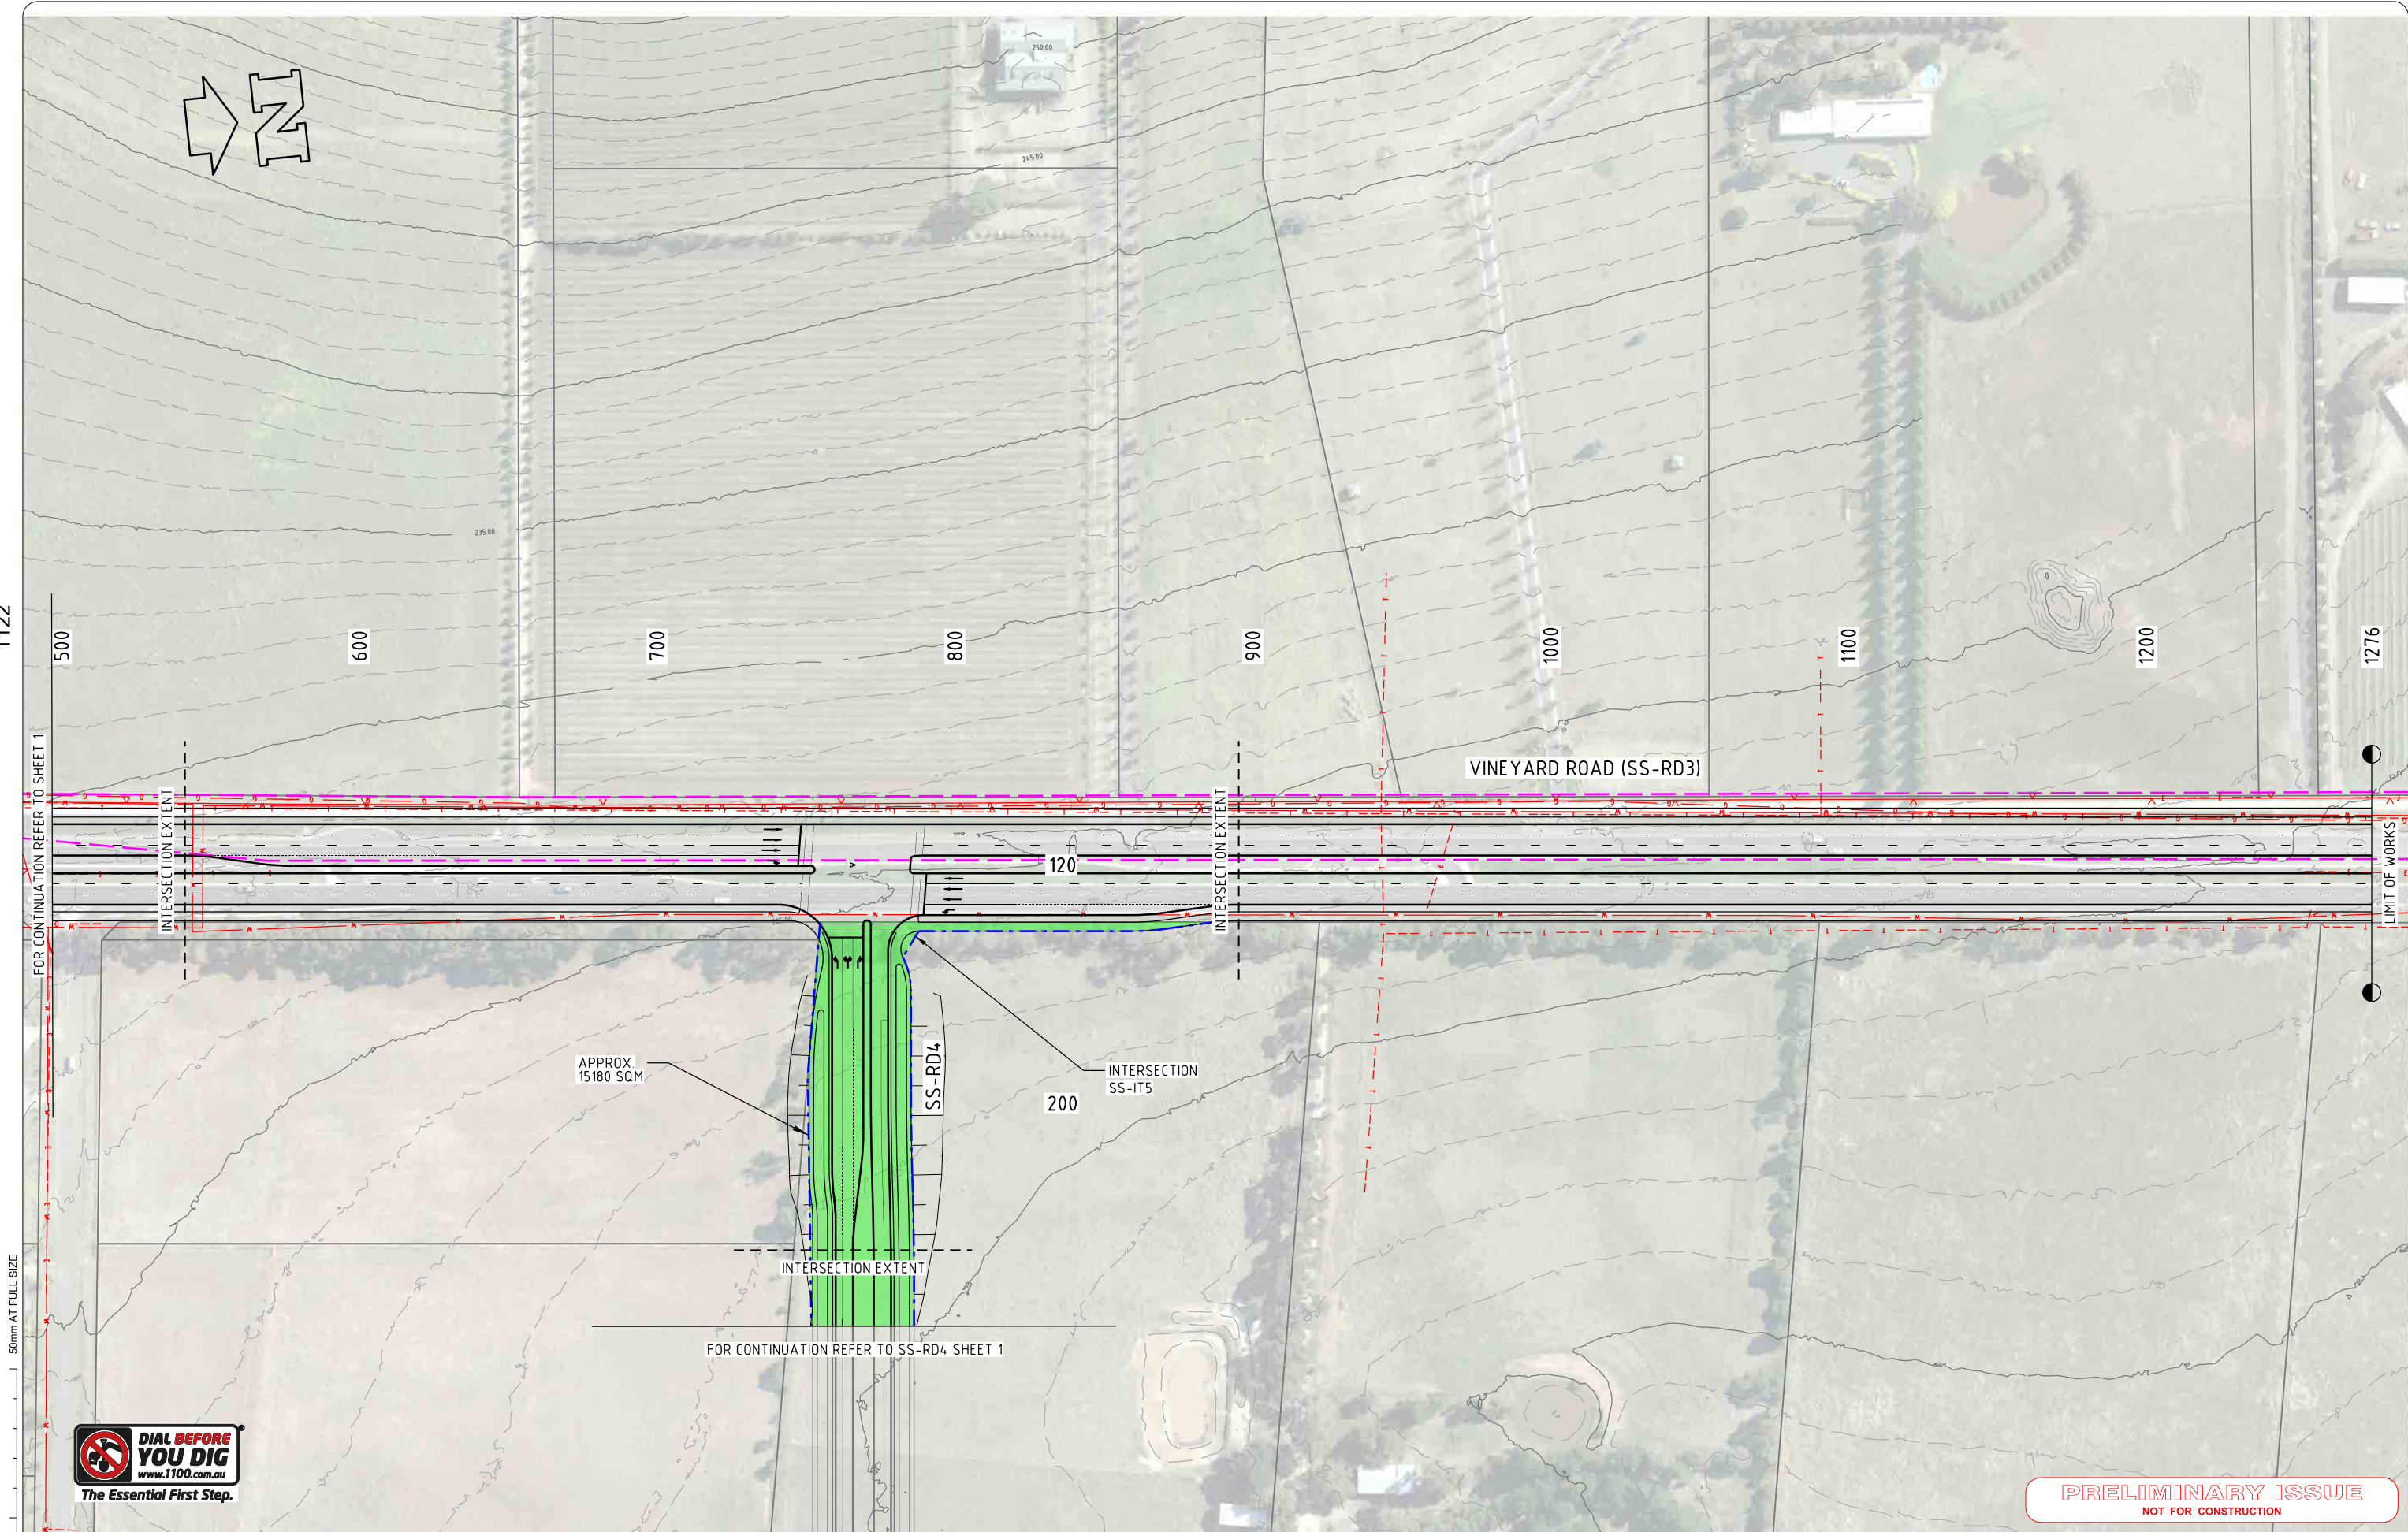 N
250.00
245.00
235.00
1122
500
600
700
800
900
1000
1100
1200
1276
VINEYARD ROAD (SS-RD3)
FOR CONTINUATION REFER TO SHEET 1
INTERSECTION EXTENT
INTERSECTION EXTENT
LIMIT OF WORKS
120
APPROX.
15180 SQM
SS-RD4
INTERSECTION
SS-IT5
200
INTERSECTION EXTENT
FOR CONTINUATION REFER TO SS-RD4 SHEET 1
50mm AT FULL SIZE
DIAL BEFORE
YOU DIG
www.1100.com.au
®
The Essential First Step.
PRELIMINARY ISSUE
NOT FOR CONSTRUCTION